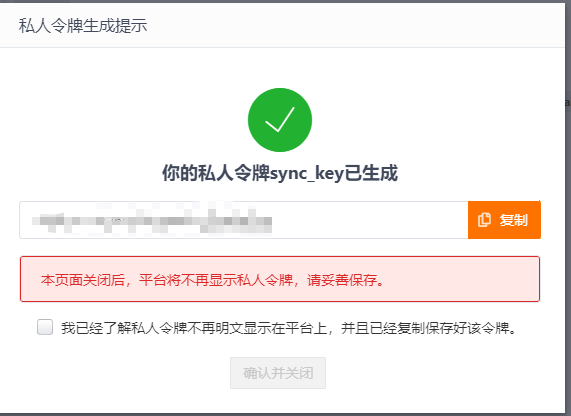 私人令牌生成提示
你的私人令牌sync_key已生成
复制
本页面关闭后，平台将不再显示私人令牌，请妥善保存。
我已经了解私人令牌不再明文显示在平台上，并且已经复制保存好该令牌。
确认并关闭